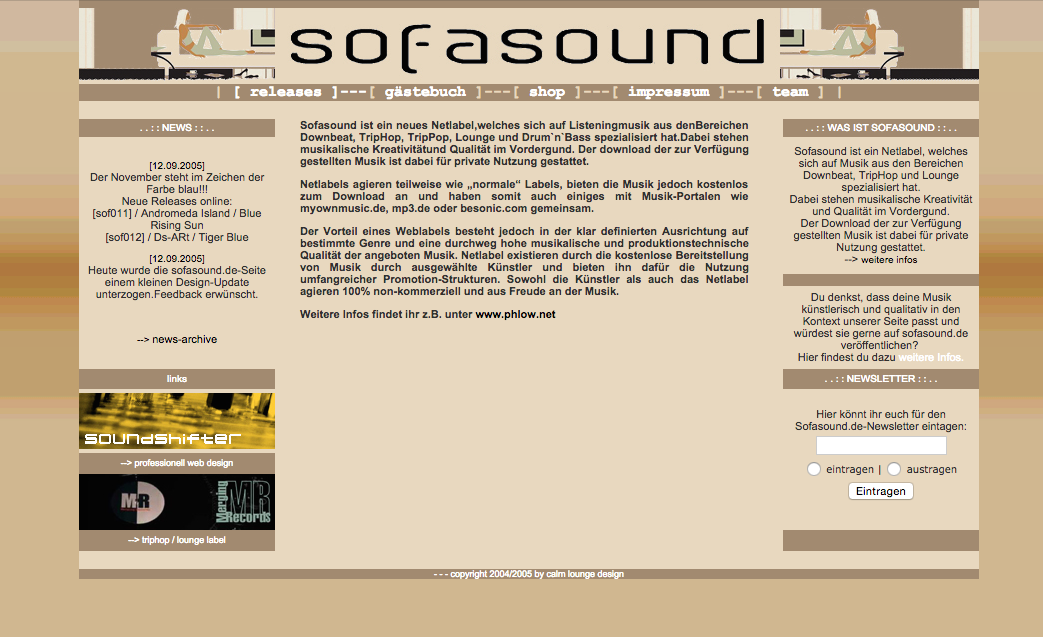 sofasound
| [ releases ]---[ gästebuch ]---[ shop ]---[ impressum ]---[ team ] |
. . : : NEWS : : . .
[12.09.2005]
Der November steht im Zeichen der
Farbe blau!!!
Neue Releases online:
[sof011] / Andromeda Island / Blue
Rising Sun
[sof012] / Ds-ARt / Tiger Blue
[12.09.2005]
Heute wurde die sofasound.de-Seite
einem kleinen Design-Update
unterzogen.Feedback erwünscht.
--> news-archive
links
soundshifter
--> professionell web design
MR
Merging
MR
Records
--> triphop / lounge label
Sofasound ist ein neues Netlabel,welches sich auf Listeningmusik aus denBereichen
Downbeat, TripHop, TripPop, Lounge und Drum`n`Bass spezialisiert hat.Dabei stehen
musikalische Kreativitätund Qualität im Vordergund. Der download der zur Verfügung
gestellten Musik ist dabei für private Nutzung gestattet.
Netlabels agieren teilweise wie „normale“ Labels, bieten die Musik jedoch kostenlos
zum Download an und haben somit auch einiges mit Musik-Portalen wie
myownmusic.de, mp3.de oder besonic.com gemeinsam.
Der Vorteil eines Weblabels besteht jedoch in der klar definierten Ausrichtung auf
bestimmte Genre und eine durchweg hohe musikalische und produktionstechnische
Qualität der angeboten Musik. Netlabel existieren durch die kostenlose Bereitstellung
von Musik durch ausgewählte Künstler und bieten ihn dafür die Nutzung
umfangreicher Promotion-Strukturen. Sowohl die Künstler als auch das Netlabel
agieren 100% non-kommerziell und aus Freude an der Musik.
Weitere Infos findet ihr z.B. unter www.phlow.net
. . : : WAS IST SOFASOUND : : . .
Sofasound ist ein Netlabel, welches
sich auf Musik aus den Bereichen
Downbeat, TripHop und Lounge
spezialisiert hat.
Dabei stehen musikalische Kreativität
und Qualität im Vordergund.
Der Download der zur Verfügung
gestellten Musik ist dabei für private
Nutzung gestattet.
--> weitere infos
Du denkst, dass deine Musik
künstlerisch und qualitativ in den
Kontext unserer Seite passt und
würdest sie gerne auf sofasound.de
veröffentlichen?
Hier findest du dazu weitere Infos.
. . : : NEWSLETTER : : . .
Hier könnt ihr euch für den
Sofasound.de-Newsletter eintagen:
eintragen | austragen
Eintragen
- - - copyright 2004/2005 by calm lounge design